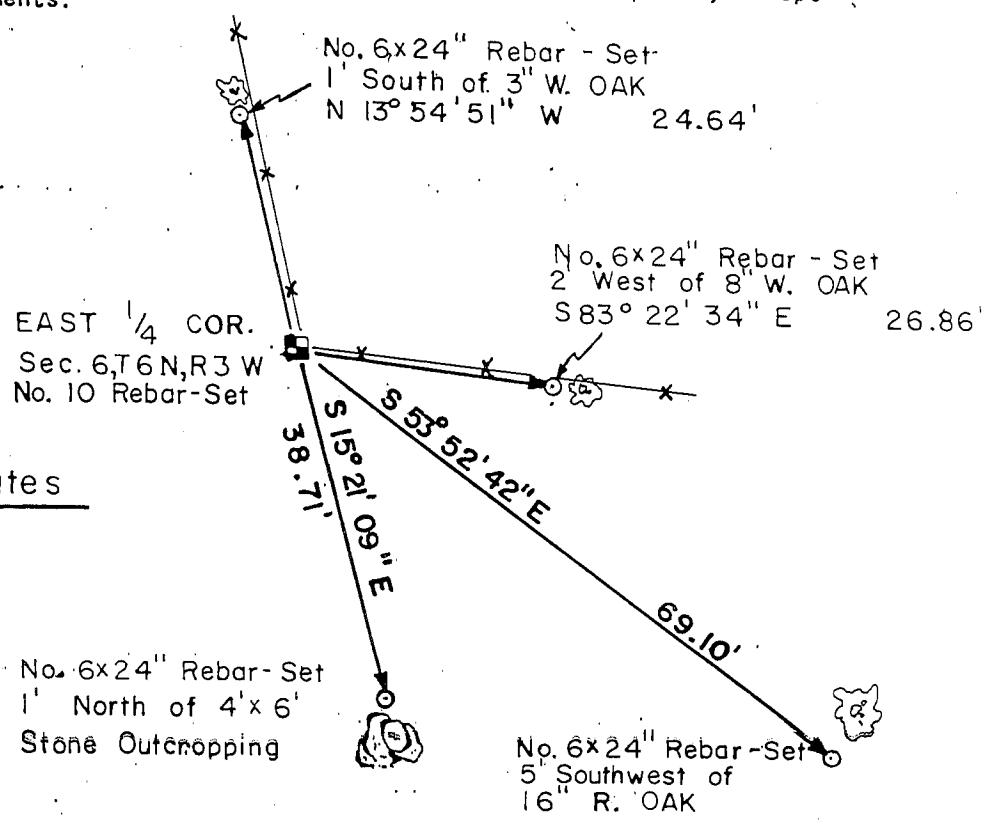 ents.
No. 6x24" Rebar - Set
1' South of 3" W. OAK
N 13° 54' 51" W 24.64'
No. 6x24" Rebar - Set
2' West of 8" W. OAK
S 83° 22' 34" E 26.86'
EAST 1/4 COR.
Sec. 6,T6N,R3W
No. 10 Rebar-Set
S 53° 52' 42" E
69.10'
S 15° 21' 09" E
38.71'
tes
No. 6x24" Rebar-Set
1' North of 4'x 6'
Stone Outcropping
No. 6x24" Rebar-Set
5' Southwest of
16" R. OAK